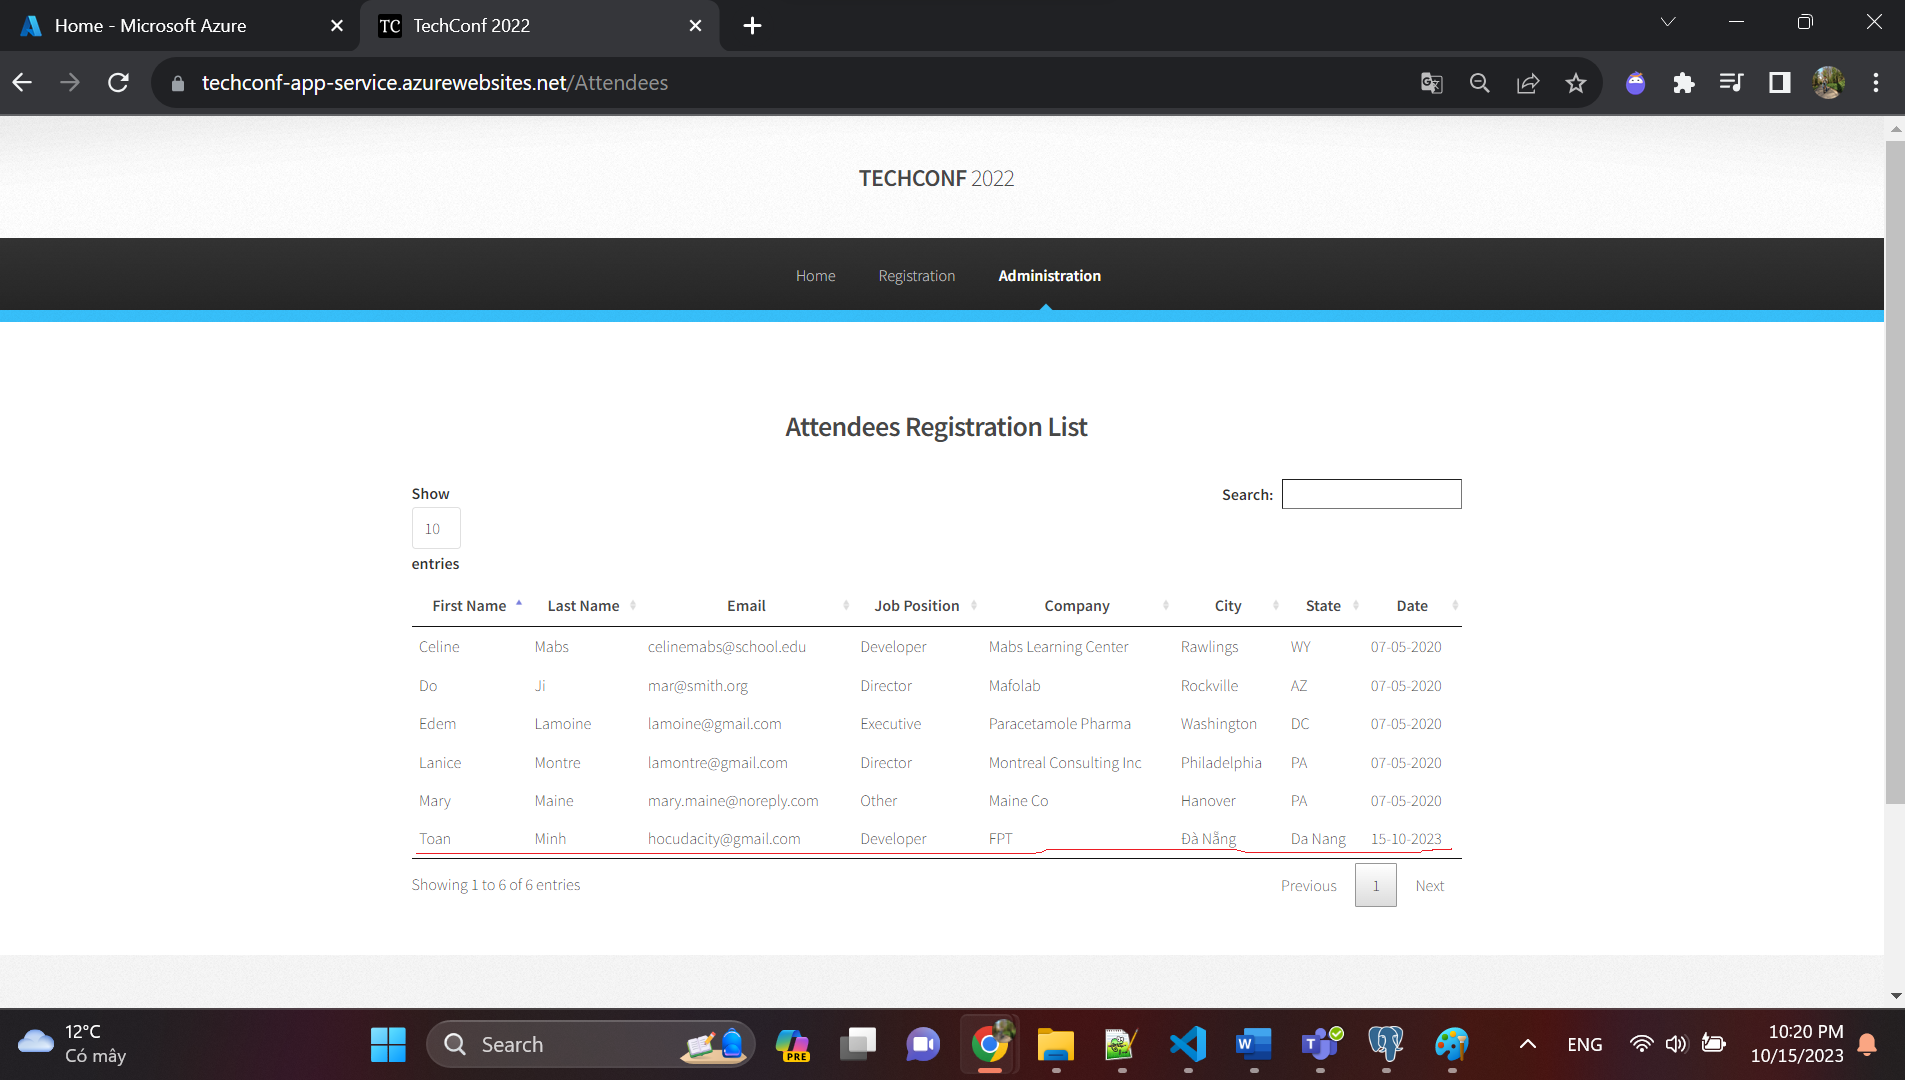 Home - Microsoft Azure
TC TechConf 2022
techconf-app-service.azurewebsites.net/Attendees
TECHCONF 2022
Home Registration Administration
Attendees Registration List
Show
10
entries
Search:
First Name Last Name Email Job Position Company City State Date
Celine Mabs celinemabs@school.edu Developer Mabs Learning Center Rawlings WY 07-05-2020
Do Ji mar@smith.org Director Mafolab Rockville AZ 07-05-2020
Edem Lamoine lamoine@gmail.com Executive Paracetamole Pharma Washington DC 07-05-2020
Lanice Montre lamontre@gmail.com Director Montreal Consulting Inc Philadelphia PA 07-05-2020
Mary Maine mary.maine@noreply.com Other Maine Co Hanover PA 07-05-2020
Toan Minh hocudacity@gmail.com Developer FPT Đà Nẵng Da Nang 15-10-2023
Showing 1 to 6 of 6 entries
Previous 1 Next
12°C
Có mây
Search
PRE
W
T
ENG
10:20 PM
10/15/2023